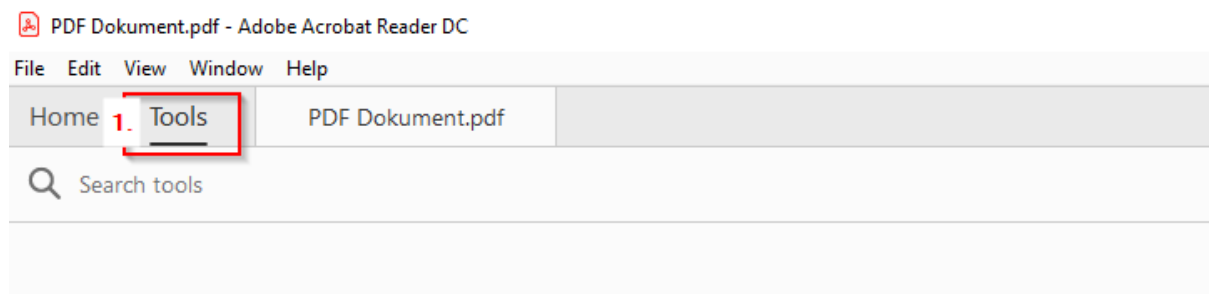 PDF Dokument.pdf - Adobe Acrobat Reader DC
File Edit View Window Help
Home 1. Tools PDF Dokument.pdf
Search tools